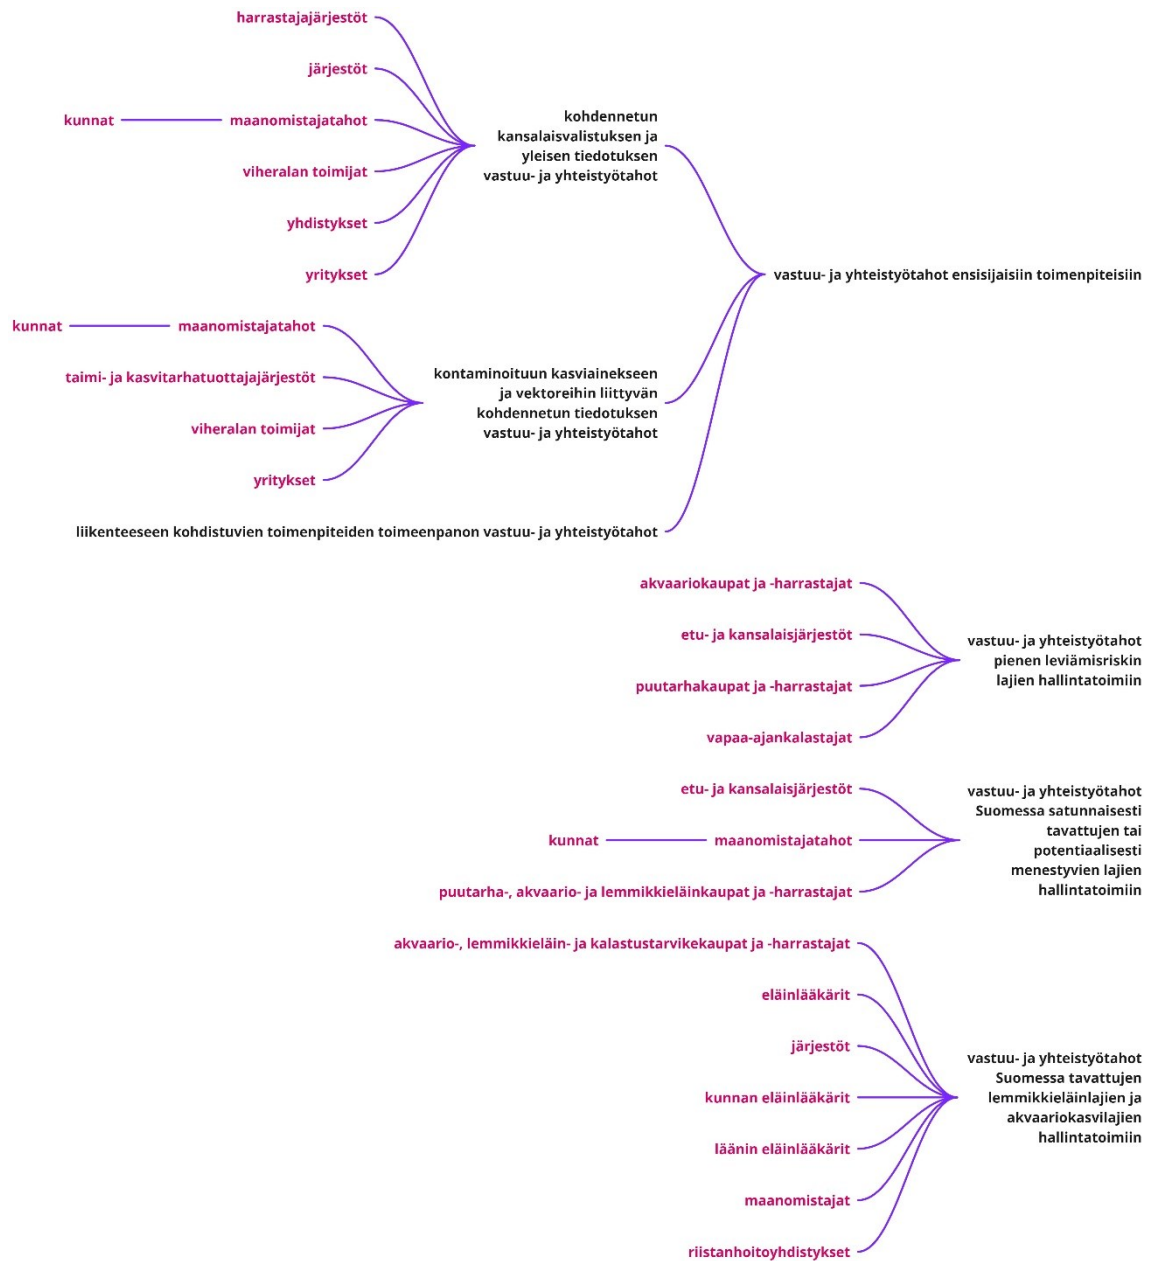 harrastajajärjestöt
järjestöt
kunnat
maanomistajatahot
viheralan toimijat
yhdistykset
yritykset
kohdennetun
kansalaisvalistuksen ja
yleisen tiedotuksen
vastuu- ja yhteistyötahot
vastuu- ja yhteistyötahot ensisijaisiin toimenpiteisiin
kunnat
maanomistajatahot
taimi- ja kasvitarhatuottajajärjestöt
viheralan toimijat
yritykset
kontaminoituun kasviainekseen
ja vektoreihin liittyvän
kohdennetun tiedotuksen
vastuu- ja yhteistyötahot
liikenteeseen kohdistuvien toimenpiteiden toimeenpanon vastuu- ja yhteistyötahot
akvaariokaupat ja -harrastajat
etu- ja kansalaisjärjestöt
puutarhakaupat ja -harrastajat
vapaa-ajankalastajat
vastuu- ja yhteistyötahot
pienen leviämisriskin
lajien hallintatoimiin
etu- ja kansalaisjärjestöt
kunnat
maanomistajatahot
puutarha-, akvaario- ja lemmikkieläinkaupat ja -harrastajat
vastuu- ja yhteistyötahot
Suomessa satunnaisesti
tavattujen tai
potentiaalisesti
menestyvien lajien
hallintatoimiin
akvaario-, lemmikkieläin- ja kalastustarvikekaupat ja -harrastajat
eläinlääkärit
järjestöt
kunnan eläinlääkärit
läänin eläinlääkärit
maanomistajat
riistanhoitoyhdistykset
vastuu- ja yhteistyötahot
Suomessa tavattujen
lemmikkieläinlajien ja
akvaariokasvilajien
hallintatoimiin